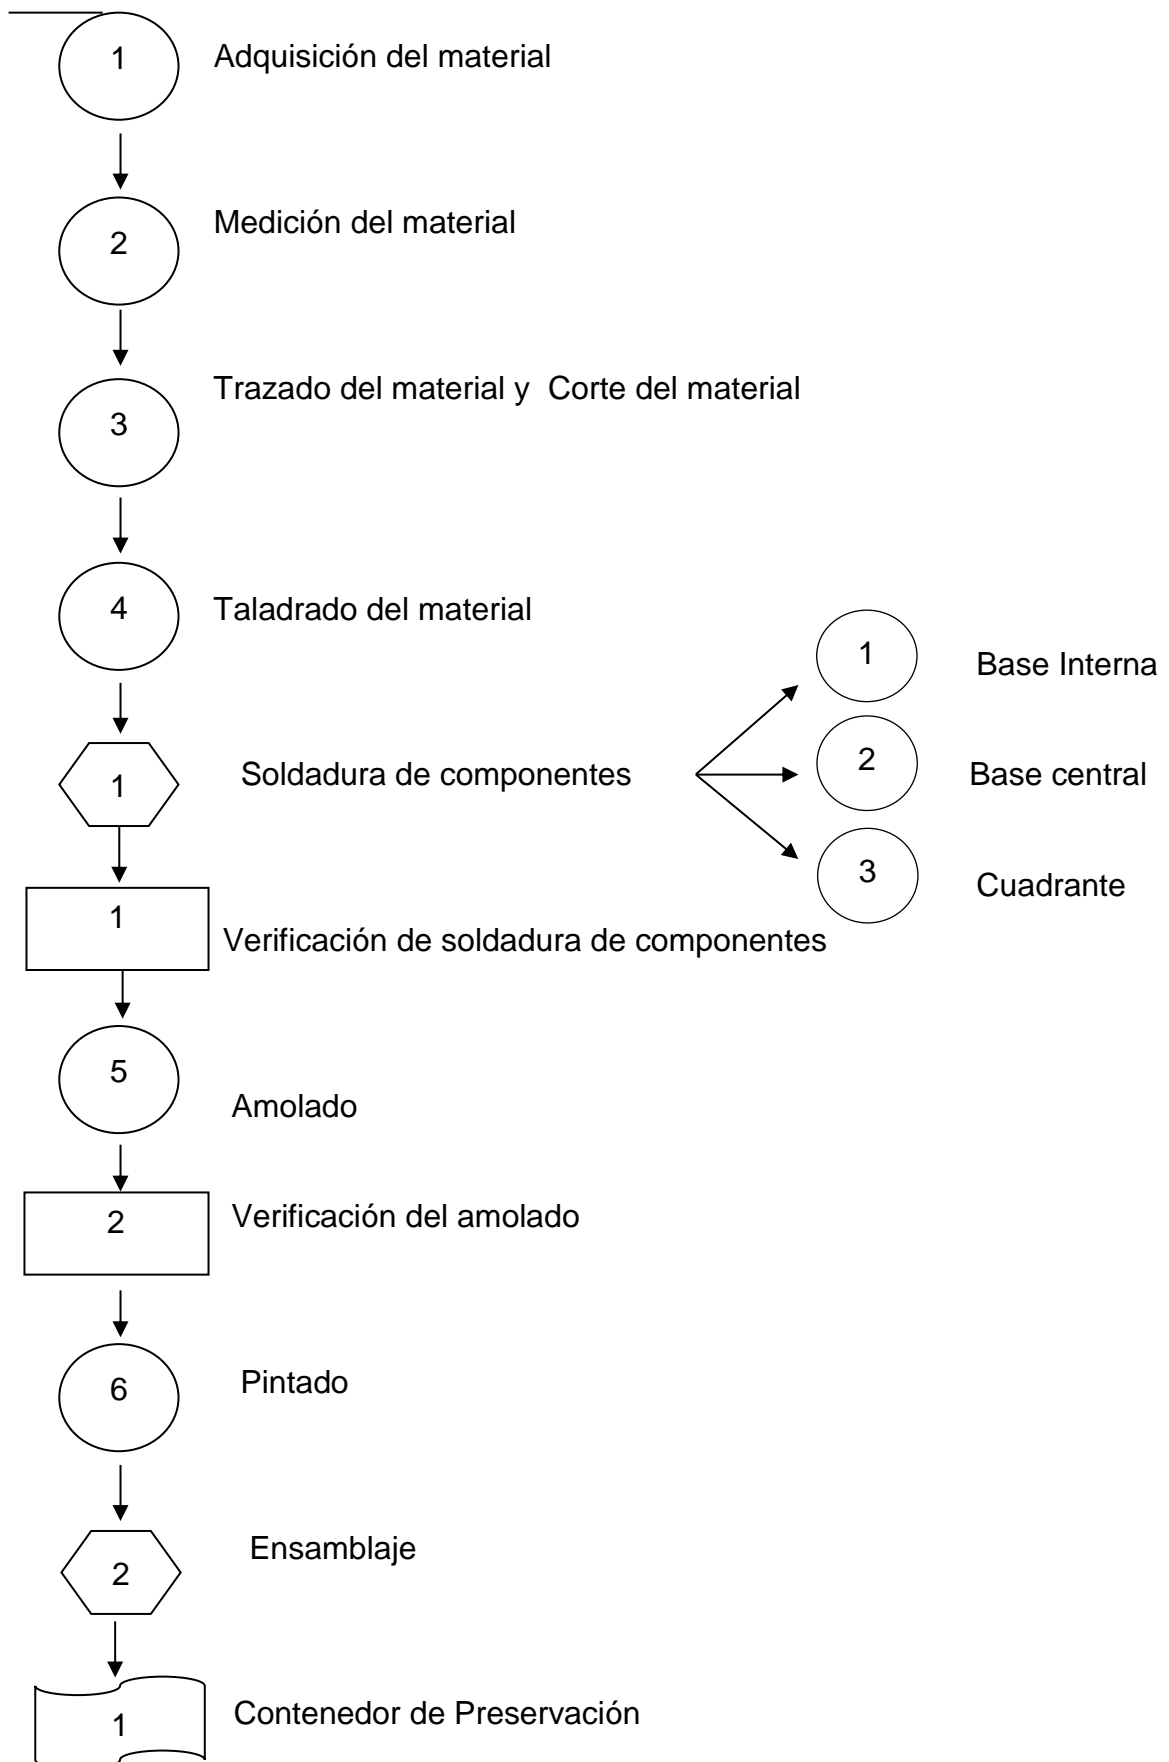 1 Adquisición del material
2 Medición del material
3 Trazado del material y  Corte del material
4 Taladrado del material
1 Base Interna
1 Soldadura de componentes
2 Base central
3 Cuadrante
1 Verificación de soldadura de componentes
5 Amolado
2 Verificación del amolado
6 Pintado
2 Ensamblaje
1 Contenedor de Preservación